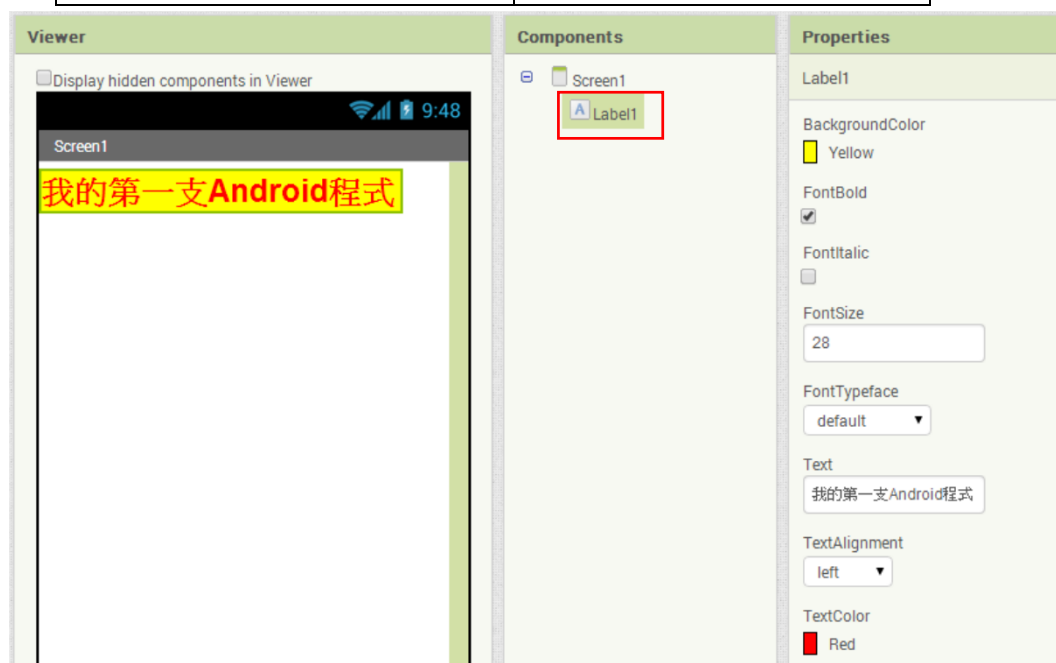 Viewer
Display hidden components in Viewer
9:48
Screen1
我的第一支Android程式
Components
Screen1
A Label1
Properties
Label1
BackgroundColor
Yellow
FontBold
FontItalic
FontSize
28
FontTypeface
default
Text
我的第一支Android程式
TextAlignment
left
TextColor
Red